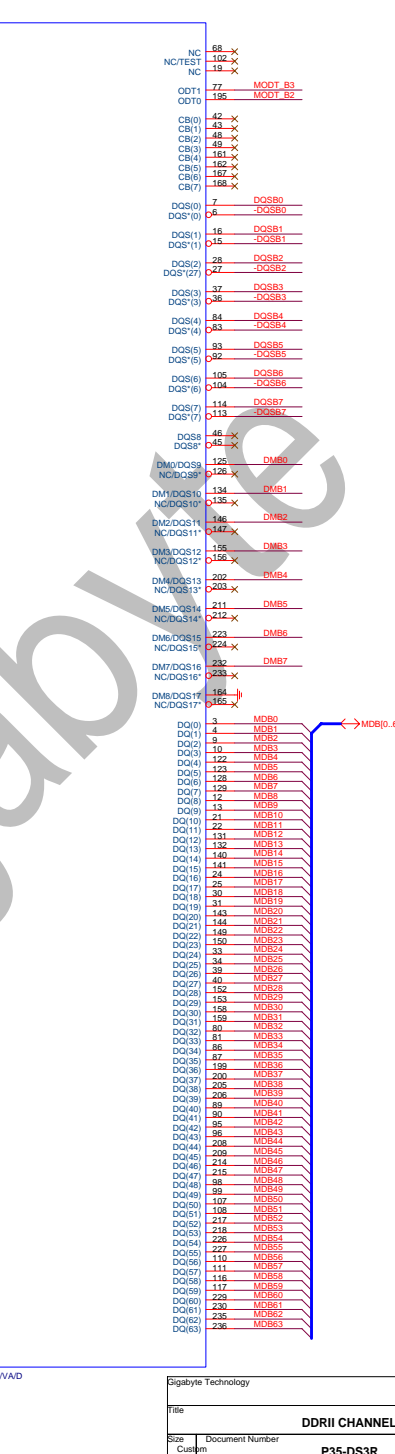 NC 68
NC/TEST 102
NC 19
ODT1 77 MODT_B3
ODT0 195 MODT_B2
CB(0) 42
CB(1) 43
CB(2) 48
CB(3) 49
CB(4) 161
CB(5) 162
CB(6) 167
CB(7) 168
DQS(0) 7 DQSB0
DQS*(0) 6 -DQSB0
DQS(1) 16 DQSB1
DQS*(1) 15 -DQSB1
DQS(2) 28 DQSB2
DQS*(27) 27 -DQSB2
DQS(3) 37 DQSB3
DQS*(3) 36 -DQSB3
DQS(4) 84 DQSB4
DQS*(4) 83 -DQSB4
DQS(5) 93 DQSB5
DQS*(5) 92 -DQSB5
DQS(6) 105 DQSB6
DQS*(6) 104 -DQSB6
DQS(7) 114 DQSB7
DQS*(7) 113 -DQSB7
DQS8 46
DQS8* 45
DM0/DQS9 125 DMB0
NC/DQS9* 126
DM1/DQS10 134 DMB1
NC/DQS10* 135
DM2/DQS11 146 DMB2
NC/DQS11* 147
DM3/DQS12 155 DMB3
NC/DQS12* 156
DM4/DQS13 202 DMB4
NC/DQS13* 203
DM5/DQS14 211 DMB5
NC/DQS14* 212
DM6/DQS15 223 DMB6
NC/DQS15* 224
DM7/DQS16 232 DMB7
NC/DQS16* 233
DM8/DQS17 164
NC/DQS17* 165
DQ(0) 3 MDB0 MDB[0..6
DQ(1) 4 MDB1
DQ(2) 9 MDB2
DQ(3) 10 MDB3
DQ(4) 122 MDB4
DQ(5) 123 MDB5
DQ(6) 128 MDB6
DQ(7) 129 MDB7
DQ(8) 12 MDB8
DQ(9) 13 MDB9
DQ(10) 21 MDB10
DQ(11) 22 MDB11
DQ(12) 131 MDB12
DQ(13) 132 MDB13
DQ(14) 140 MDB14
DQ(15) 141 MDB15
DQ(16) 24 MDB16
DQ(17) 25 MDB17
DQ(18) 30 MDB18
DQ(19) 31 MDB19
DQ(20) 143 MDB20
DQ(21) 144 MDB21
DQ(22) 149 MDB22
DQ(23) 150 MDB23
DQ(24) 33 MDB24
DQ(25) 34 MDB25
DQ(26) 39 MDB26
DQ(27) 40 MDB27
DQ(28) 152 MDB28
DQ(29) 153 MDB29
DQ(30) 158 MDB30
DQ(31) 159 MDB31
DQ(32) 80 MDB32
DQ(33) 81 MDB33
DQ(34) 86 MDB34
DQ(35) 87 MDB35
DQ(36) 199 MDB36
DQ(37) 200 MDB37
DQ(38) 205 MDB38
DQ(39) 206 MDB39
DQ(40) 89 MDB40
DQ(41) 90 MDB41
DQ(42) 95 MDB42
DQ(43) 96 MDB43
DQ(44) 208 MDB44
DQ(45) 209 MDB45
DQ(46) 214 MDB46
DQ(47) 215 MDB47
DQ(48) 98 MDB48
DQ(49) 99 MDB49
DQ(50) 107 MDB50
DQ(51) 108 MDB51
DQ(52) 217 MDB52
DQ(53) 218 MDB53
DQ(54) 226 MDB54
DQ(55) 227 MDB55
DQ(56) 110 MDB56
DQ(57) 111 MDB57
DQ(58) 116 MDB58
DQ(59) 117 MDB59
DQ(60) 229 MDB60
DQ(61) 230 MDB61
DQ(62) 235 MDB62
DQ(63) 236 MDB63
/VA/D
Gigabyte Technology
Title
DDRII CHANNEL
Size Document Number
Custom P35-DS3R
abyte